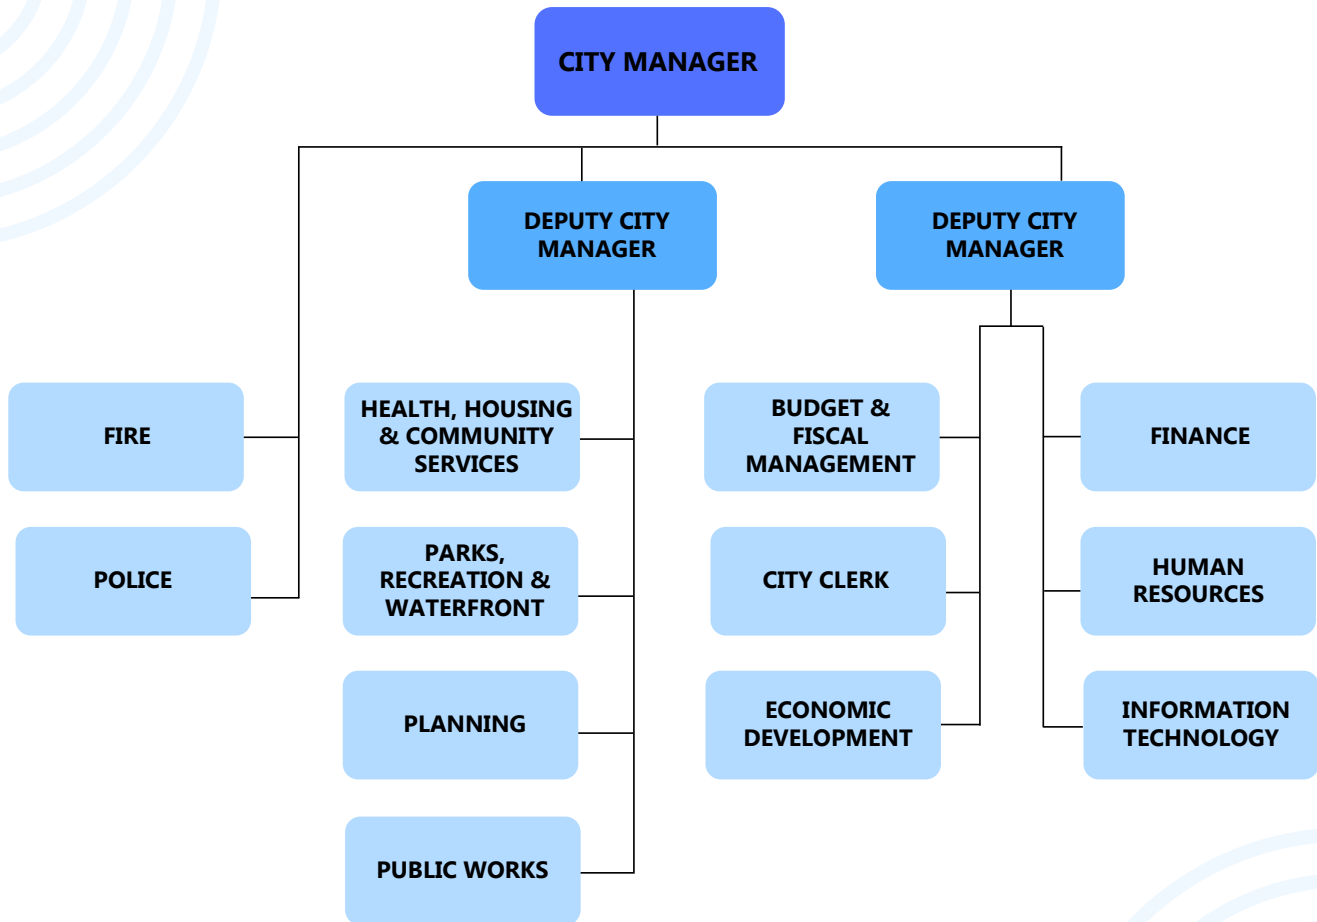 CITY MANAGER
DEPUTY CITY
MANAGER
DEPUTY CITY
MANAGER
FIRE
POLICE
HEALTH, HOUSING
& COMMUNITY
SERVICES
PARKS,
RECREATION &
WATERFRONT
PLANNING
PUBLIC WORKS
BUDGET &
FISCAL
MANAGEMENT
CITY CLERK
ECONOMIC
DEVELOPMENT
FINANCE
HUMAN
RESOURCES
INFORMATION
TECHNOLOGY